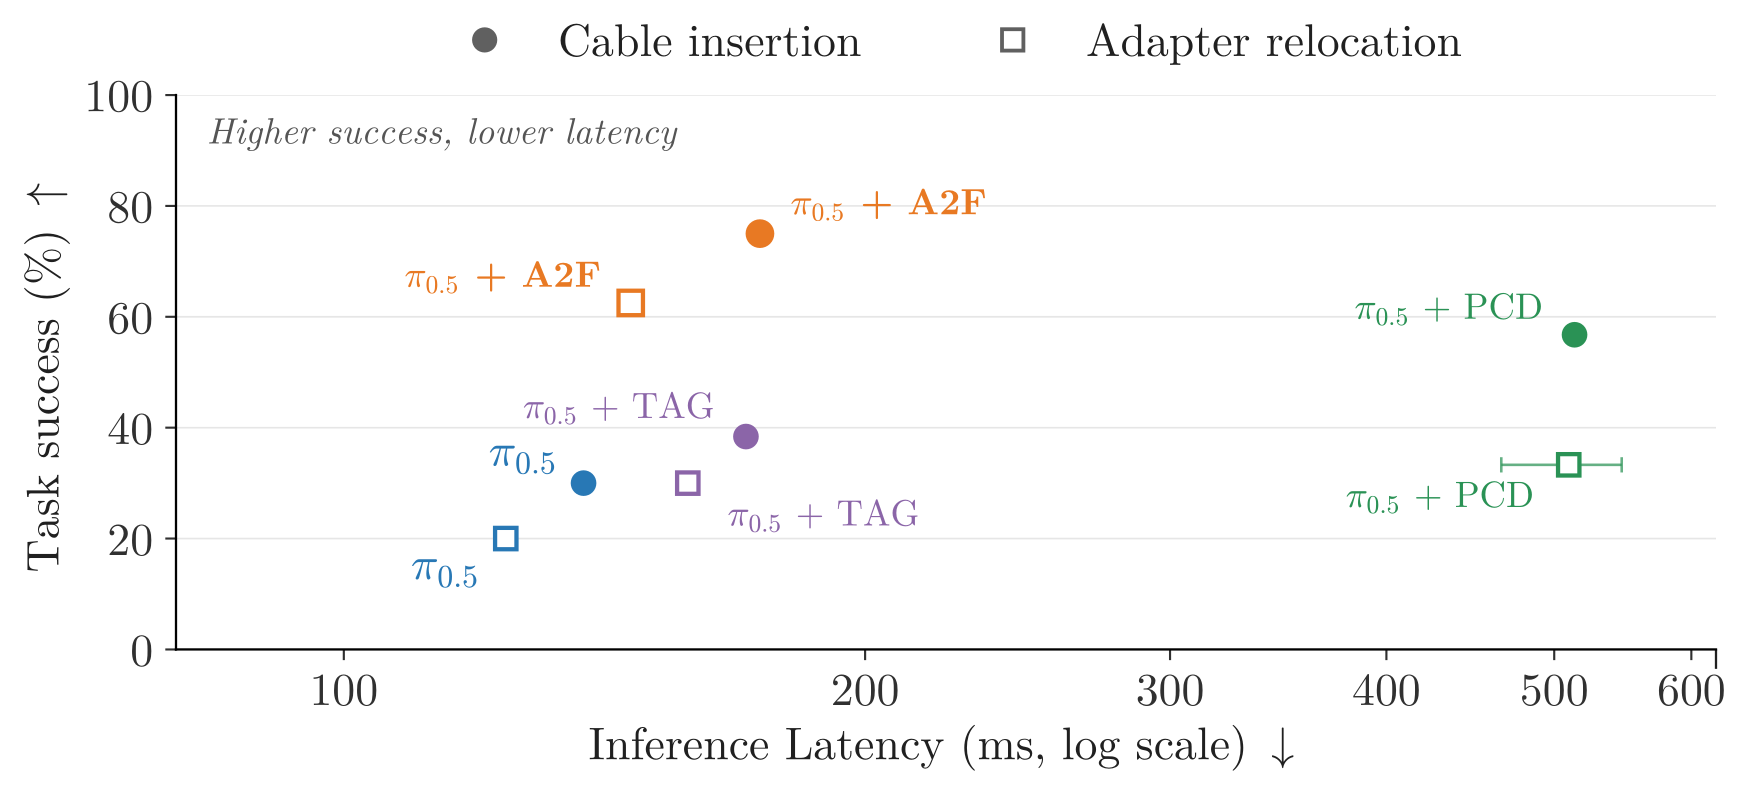 Cable insertion
Adapter relocation
100
Higher success, lower latency
80
π0.5 + A2F
π0.5 + A2F
60
π0.5 + PCD
π0.5 + TAG
40
π0.5
π0.5 + PCD
π0.5 + TAG
20
π0.5
0
Task success (%) ↑
100 200 300 400 500 600
Inference Latency (ms, log scale) ↓